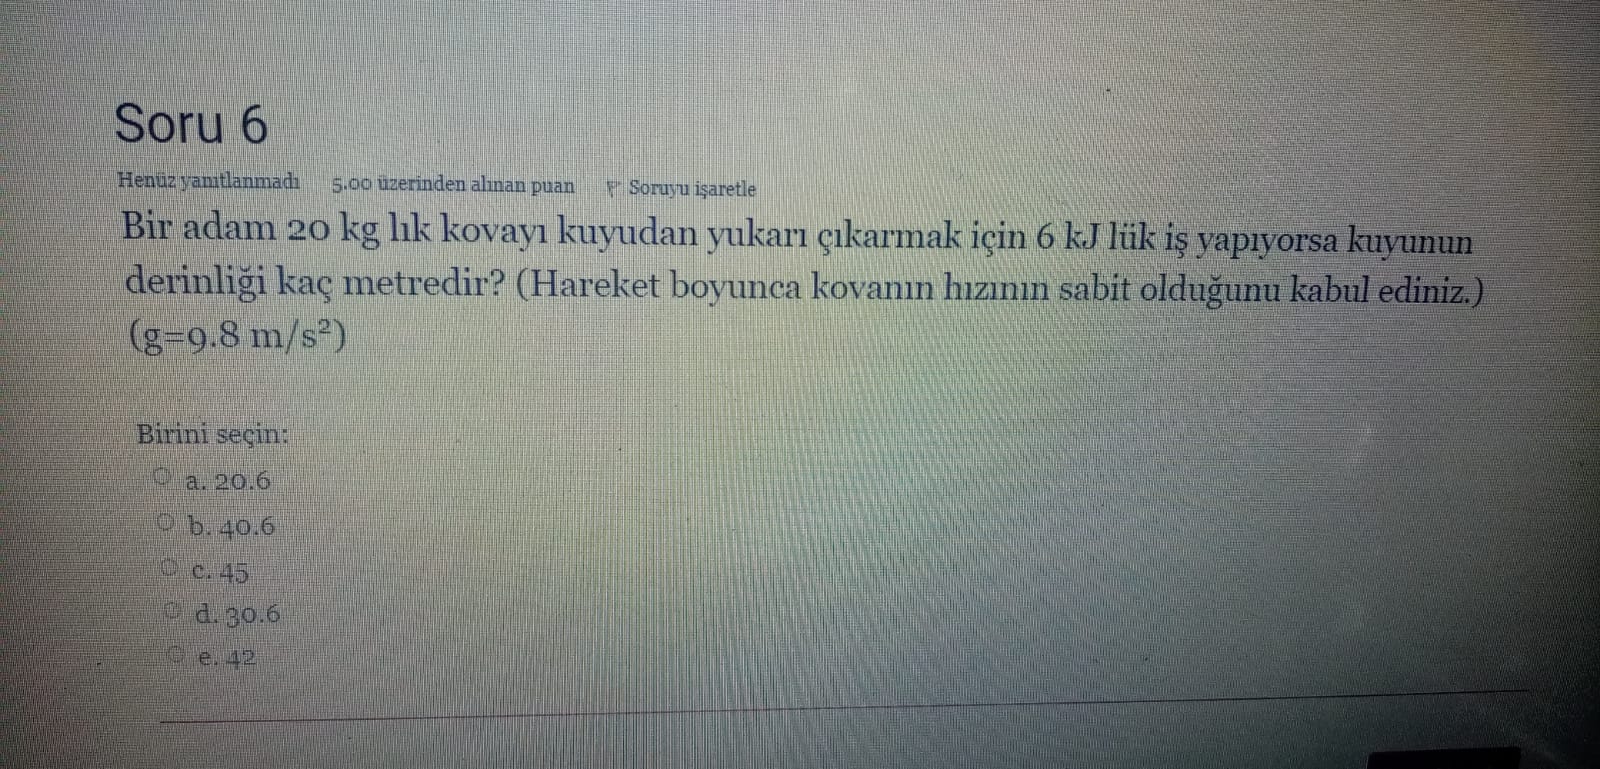 Soru 6
Henüz yanıtlanmadı 5.00 üzerinden alınan puan Soruyu işaretle
Bir adam 20 kg lık kovayı kuyudan yukarı çıkarmak için 6 kJ lük iş yapıyorsa kuyunun
derinliği kaç metredir? (Hareket boyunca kovanın hızının sabit olduğunu kabul ediniz.)
(g=9.8 m/s²)
Birini seçin:
a. 20.6
b. 40.6
c. 45
d. 30.6
e. 42